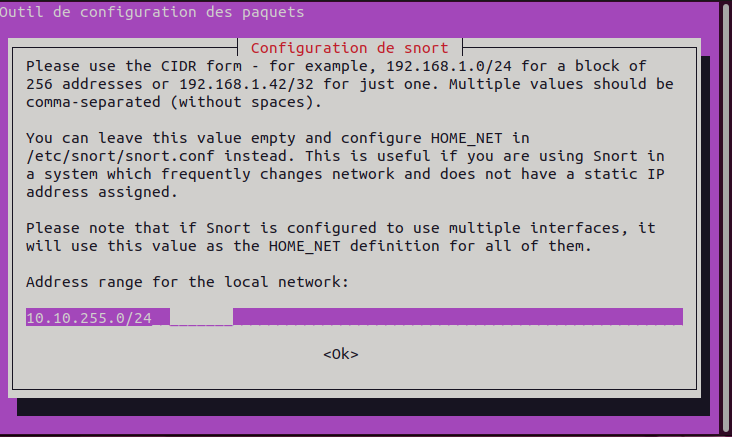 Outil de configuration des paquets
Configuration de snort
Please use the CIDR form - for example, 192.168.1.0/24 for a block of
256 addresses or 192.168.1.42/32 for just one. Multiple values should be
comma-separated (without spaces).
You can leave this value empty and configure HOME_NET in
/etc/snort/snort.conf instead. This is useful if you are using Snort in
a system which frequently changes network and does not have a static IP
address assigned.
Please note that if Snort is configured to use multiple interfaces, it
will use this value as the HOME_NET definition for all of them.
Address range for the local network:
10.10.255.0/24
<Ok>